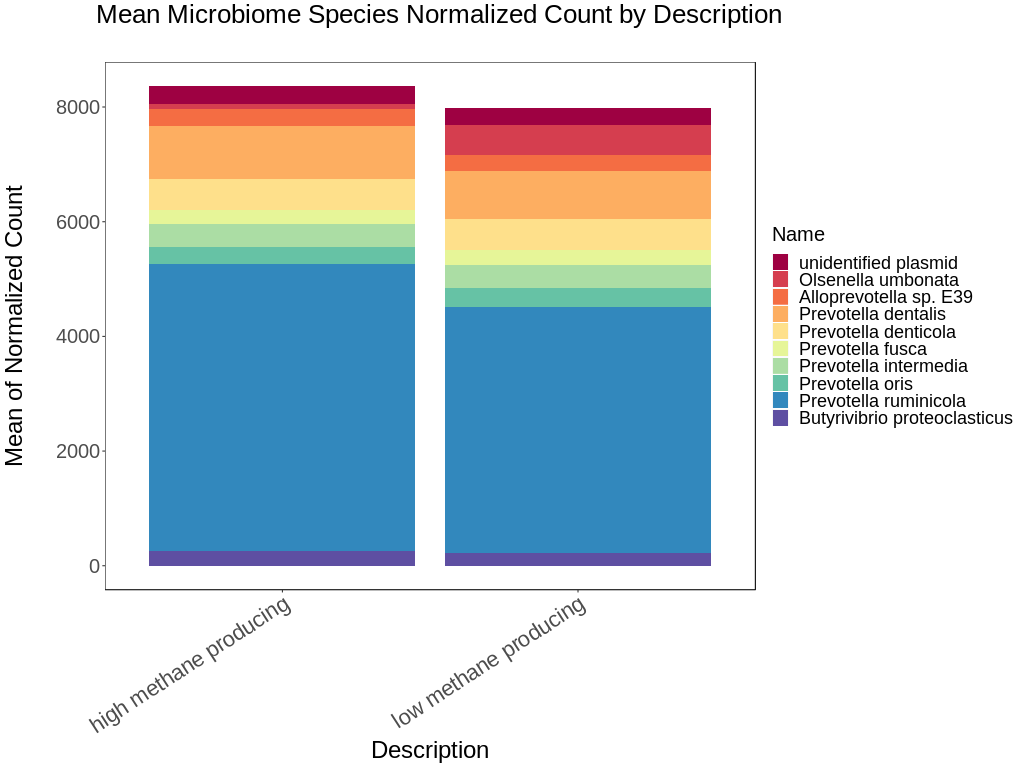 Mean Microbiome Species Normalized Count by Description
Mean of Normalized Count
8000
6000
4000
2000
0
high methane producing
low methane producing
Description
Name
unidentified plasmid
Olsenella umbonata
Alloprevotella sp. E39
Prevotella dentalis
Prevotella denticola
Prevotella fusca
Prevotella intermedia
Prevotella oris
Prevotella ruminicola
Butyrivibrio proteoclasticus